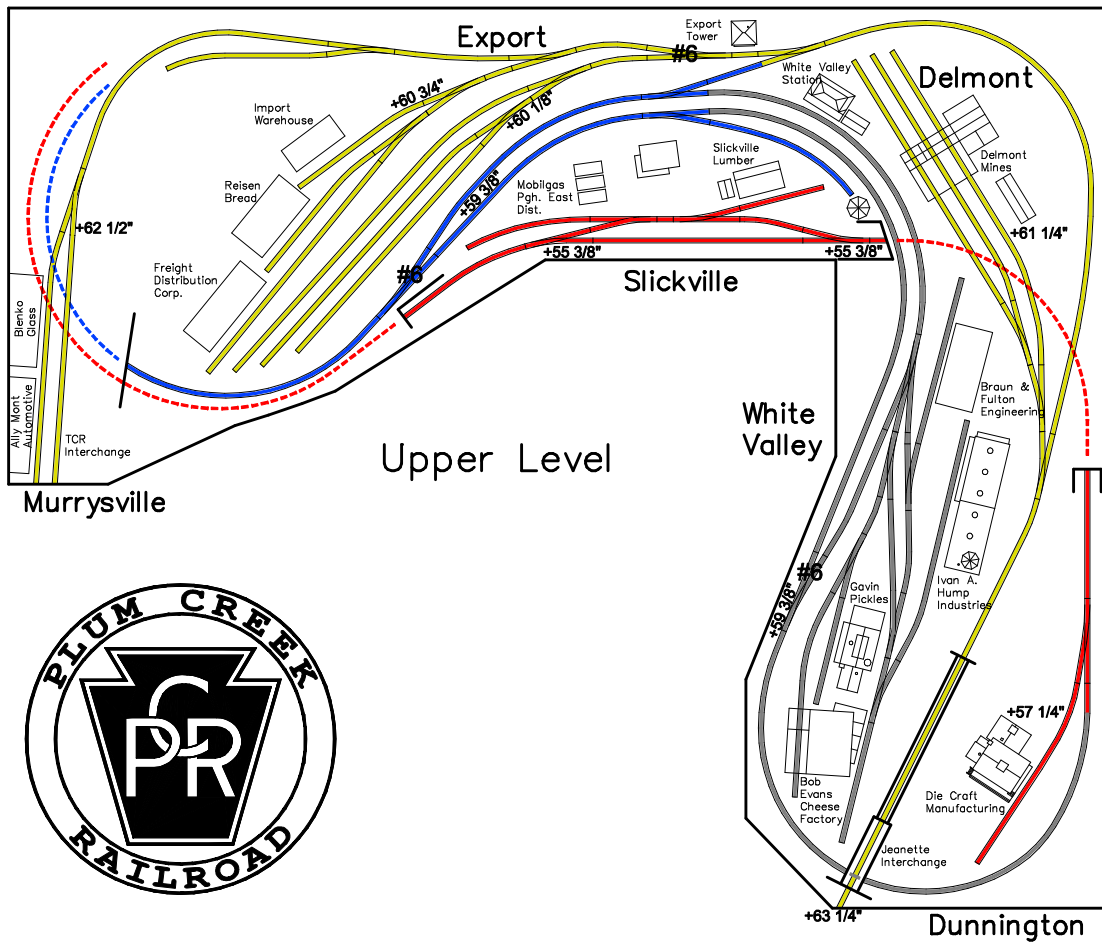 Export
Export
Tower
#6
White Valley
Station
Delmont
+60 3/4"
+60 1/8"
Import
Warehouse
Slickville
Lumber
Delmont
Mines
Reisen
Bread
+59 3/8"
Mobilgas
Pgh. East
Dist.
+62 1/2"
+61 1/4"
#6
+55 3/8"
+55 3/8"
Freight
Distribution
Corp.
Slickville
Blenko
Glass
Ally Mont
Automotive
TCR
Interchange
White
Valley
Braun &
Fulton
Engineering
Upper Level
Murrysville
#6
+59 3/8"
Gavin
Pickles
Ivan A.
Hump
Industries
PLUM CREEK
PCR
RAILROAD
+57 1/4"
Bob
Evans
Cheese
Factory
Die Craft
Manufacturing
Jeanette
Interchange
+63 1/4"
Dunnington